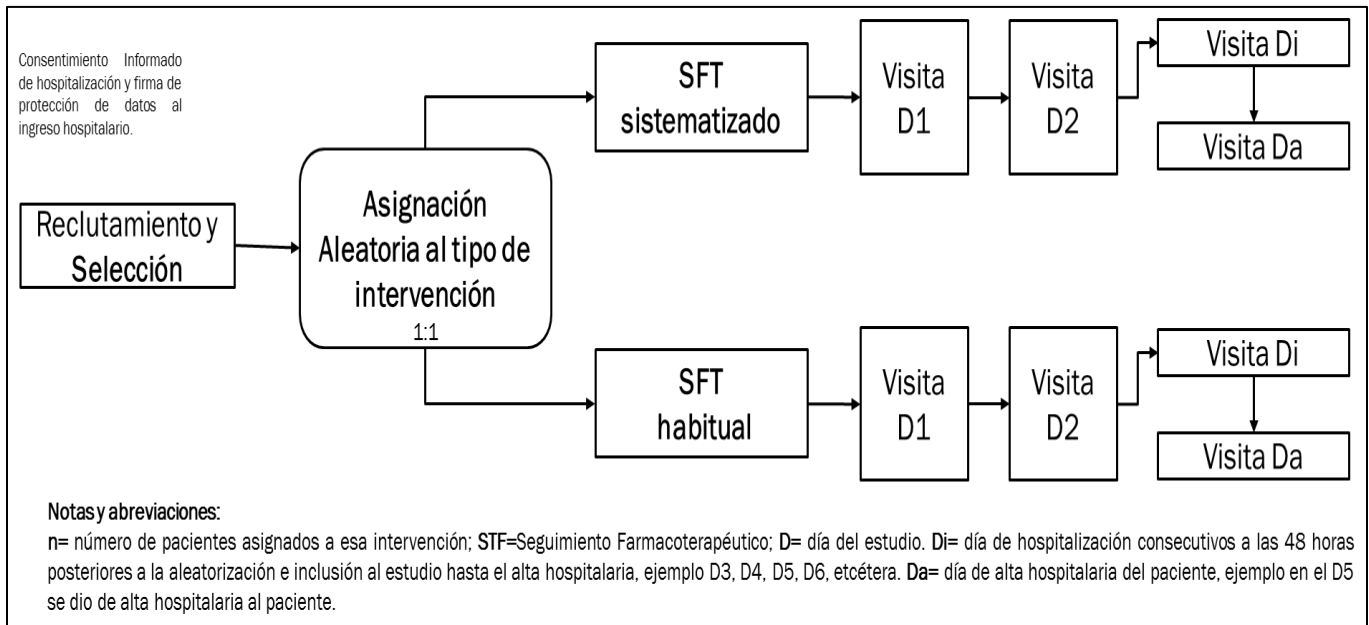 Consentimiento Informado
de hospitalización y firma de
protección de datos al
ingreso hospitalario.
Reclutamiento y
Selección
Asignación
Aleatoria al tipo de
intervención
1:1
SFT
sistematizado
Visita
D1
Visita
D2
Visita Di
Visita Da
SFT
habitual
Visita
D1
Visita
D2
Visita Di
Visita Da
Notas y abreviaciones:
n= número de pacientes asignados a esa intervención; STF=Seguimiento Farmacoterapéutico; D= día del estudio. Di= día de hospitalización consecutivos a las 48 horas
posteriores a la aleatorización e inclusión al estudio hasta el alta hospitalaria, ejemplo D3, D4, D5, D6, etcétera. Da= día de alta hospitalaria del paciente, ejemplo en el D5
se dio de alta hospitalaria al paciente.